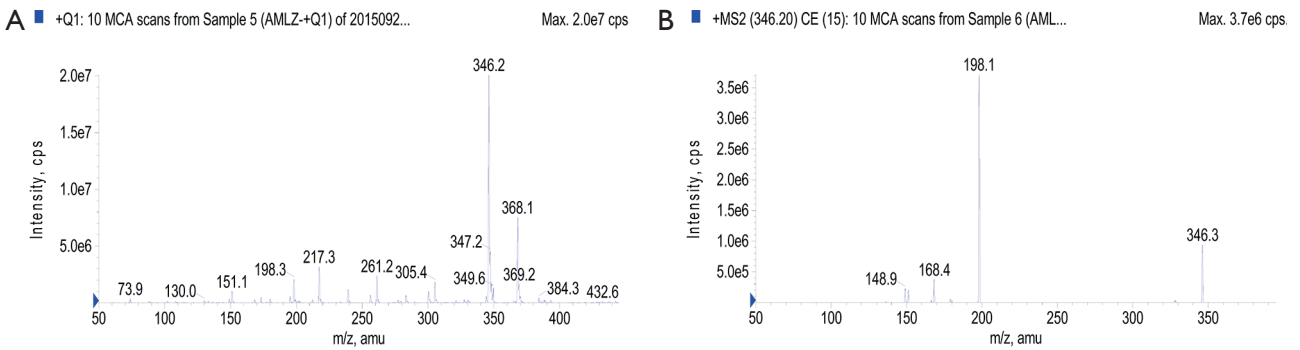 A
+Q1: 10 MCA scans from Sample 5 (AMLZ-+Q1) of 2015092...
Max. 2.0e7 cps
Intensity, cps
2.0e7
1.5e7
1.0e7
5.0e6
73.9
130.0
151.1
198.3
217.3
261.2
305.4
346.2
347.2
349.6
368.1
369.2
384.3
432.6
50 100 150 200 250 300 350 400
m/z, amu
B
+MS2 (346.20) CE (15): 10 MCA scans from Sample 6 (AML...
Max. 3.7e6 cps.
Intensity, cps
3.5e6
3.0e6
2.5e6
2.0e6
1.5e6
1.0e6
5.0e5
148.9
168.4
198.1
346.3
50 100 150 200 250 300 350
m/z, amu